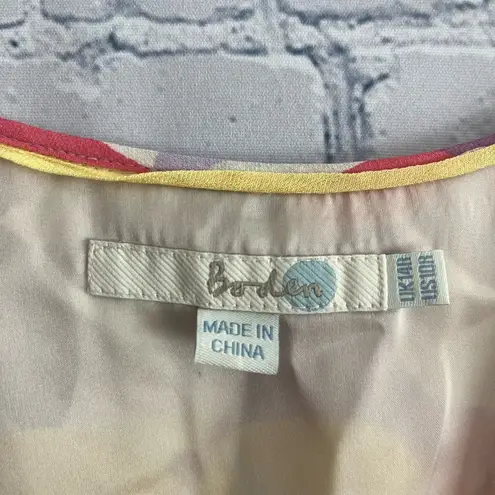 Boden
UK14R
US10R
MADE IN
CHINA